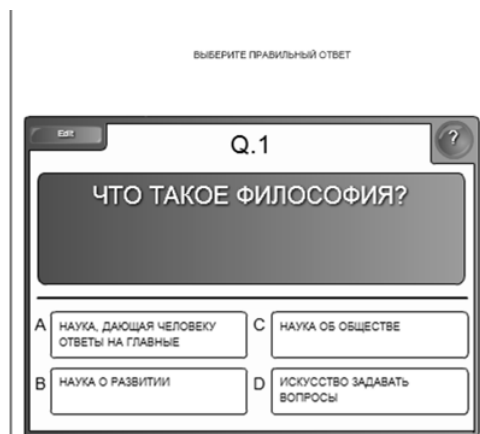 ВЫБЕРИТЕ ПРАВИЛЬНЫЙ ОТВЕТ
Edit
Q.1
?
ЧТО ТАКОЕ ФИЛОСОФИЯ?
A НАУКА, ДАЮЩАЯ ЧЕЛОВЕКУ
ОТВЕТЫ НА ГЛАВНЫЕ
B НАУКА О РАЗВИТИИ
C НАУКА ОБ ОБЩЕСТВЕ
D ИСКУССТВО ЗАДАВАТЬ
ВОПРОСЫ